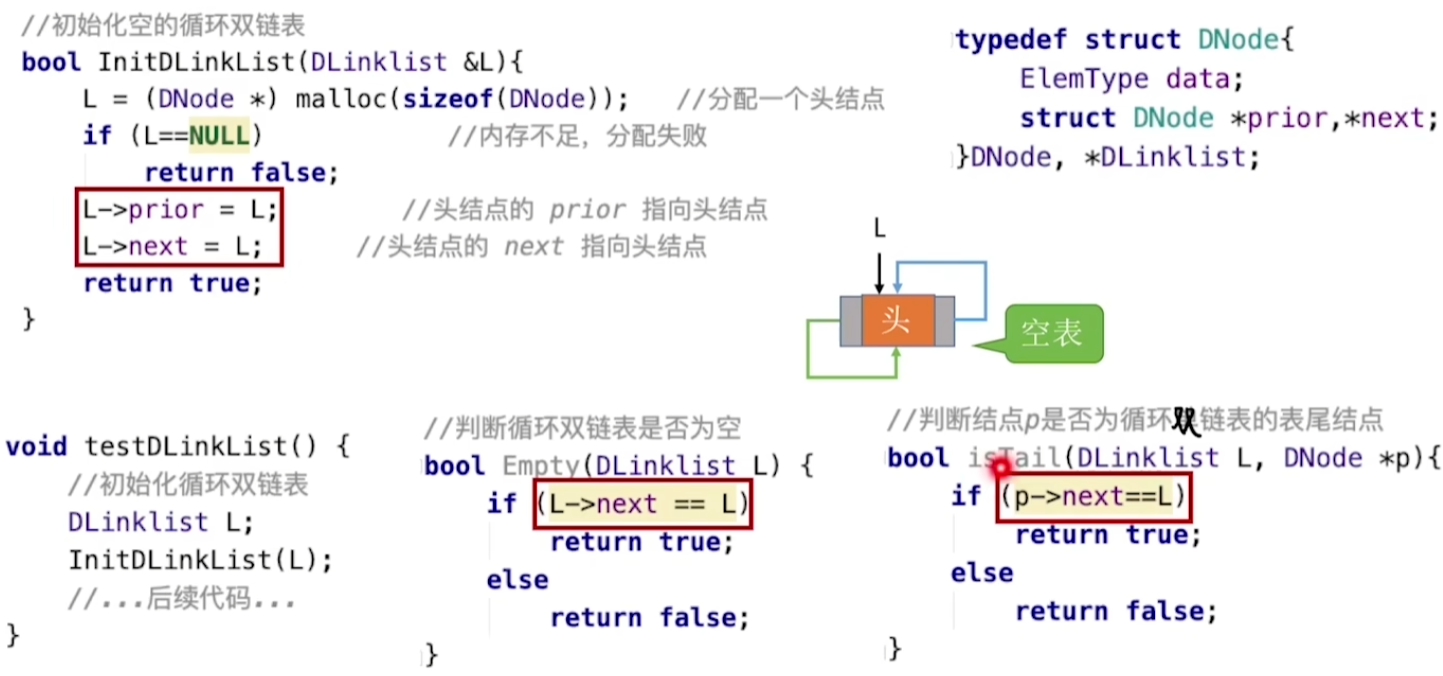 //初始化空的循环双链表
bool InitDLinkList(DLinklist &L){
L = (DNode *) malloc(sizeof(DNode)); //分配一个头结点
if (L==NULL) //内存不足，分配失败
return false;
L->prior = L; //头结点的 prior 指向头结点
L->next = L; //头结点的 next 指向头结点
return true;
}
typedef struct DNode{
ElemType data;
struct DNode *prior,*next;
}DNode, *DLinklist;
L
头
空表
void testDLinkList() {
//初始化循环双链表
DLinklist L;
InitDLinkList(L);
//...后续代码...
}
//判断循环双链表是否为空
bool Empty(DLinklist L) {
if (L->next == L)
return true;
else
return false;
}
//判断结点p是否为循环双链表的表尾结点
bool isTail(DLinklist L, DNode *p){
if (p->next==L)
return true;
else
return false;
}